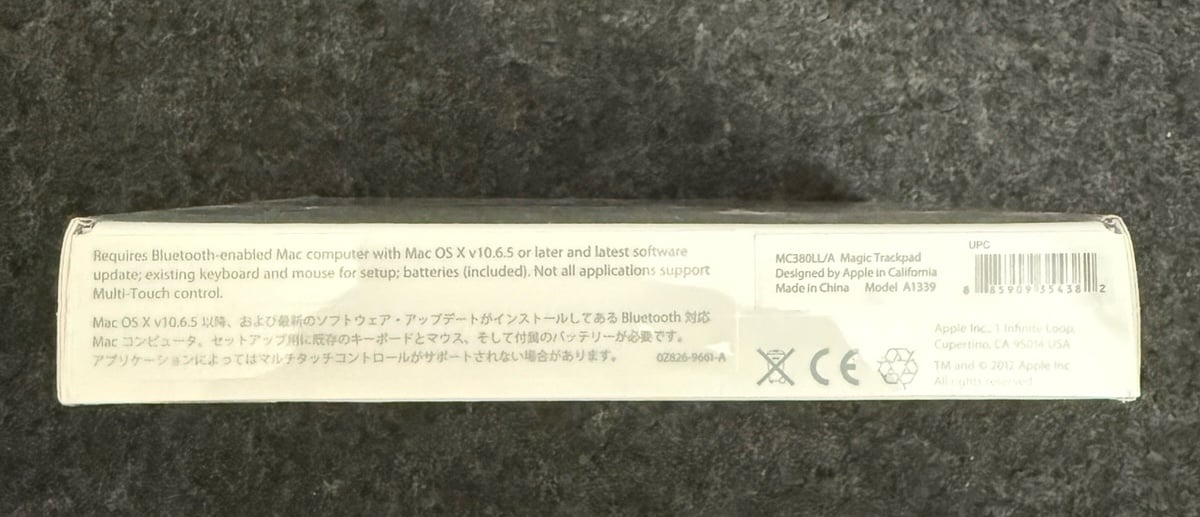 Requires Bluetooth-enabled Mac computer with Mac OS X v10.6.5 or later and latest software
update; existing keyboard and mouse for setup; batteries (included). Not all applications support
Multi-Touch control.
Mac OS X v10.6.5 以降、および最新のソフトウェア・アップデートがインストールしてある Bluetooth 対応
Mac コンピュータ。セットアップ用に既存のキーボードとマウス、そして付属のバッテリーが必要です。
アプリケーションによってはマルチタッチコントロールがサポートされない場合があります。
0Z826-9661-A
MC380LL/A Magic Trackpad
Designed by Apple in California
Made in China Model A1339
UPC
8 85909 35438 2
CE
Apple Inc., 1 Infinite Loop,
Cupertino, CA 95014 USA
TM and © 2012 Apple Inc.
All rights reserved.